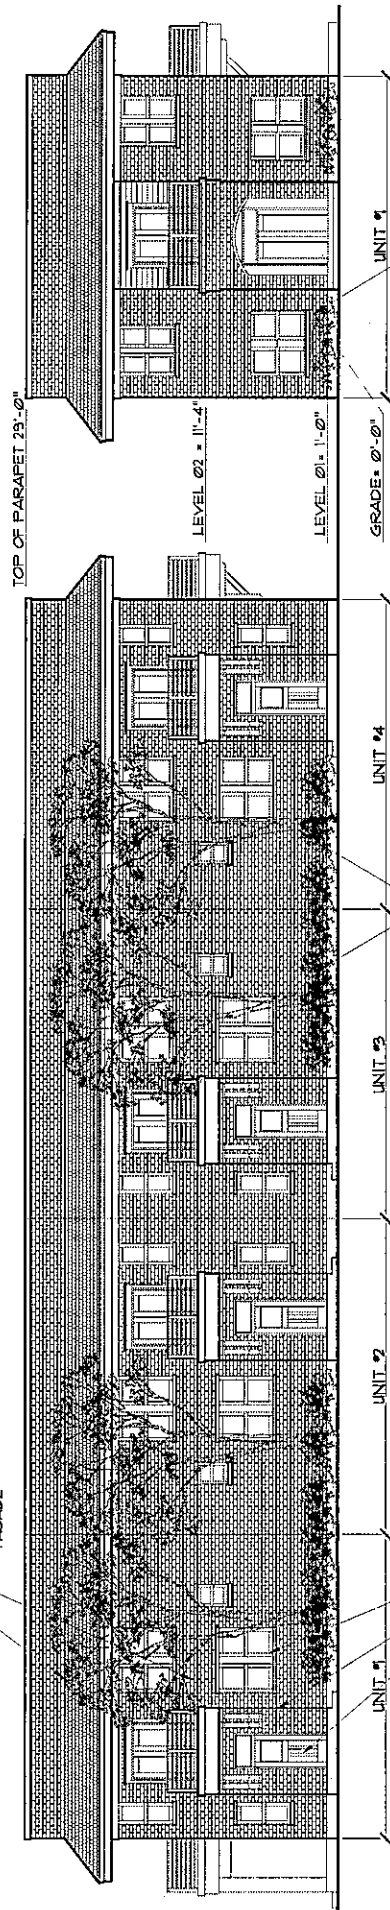 FACADE
UNIT #1
UNIT #2
UNIT #3
UNIT #4
TOP OF PARAPET 29'-0"
LEVEL 02 = 11'-4"
LEVEL 01 = 1'-0"
GRADE = 0'-0"
UNIT #1